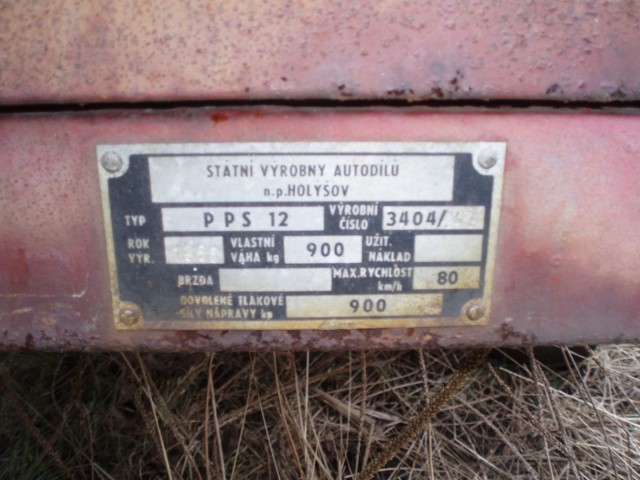 STÁTNÍ VÝROBNY AUTODÍLŮ
n.p. HOLÝŠOV
TYP PPS 12 VÝROBNÍ ČÍSLO 3404/
ROK VÝR. VLASTNÍ VÁHA kg 900 UŽIT. NÁKLAD
BRZDA MAX. RYCHLOST km/h 80
DOVOLENÉ TLAKOVÉ SÍLY NÁPRAVY kp 900